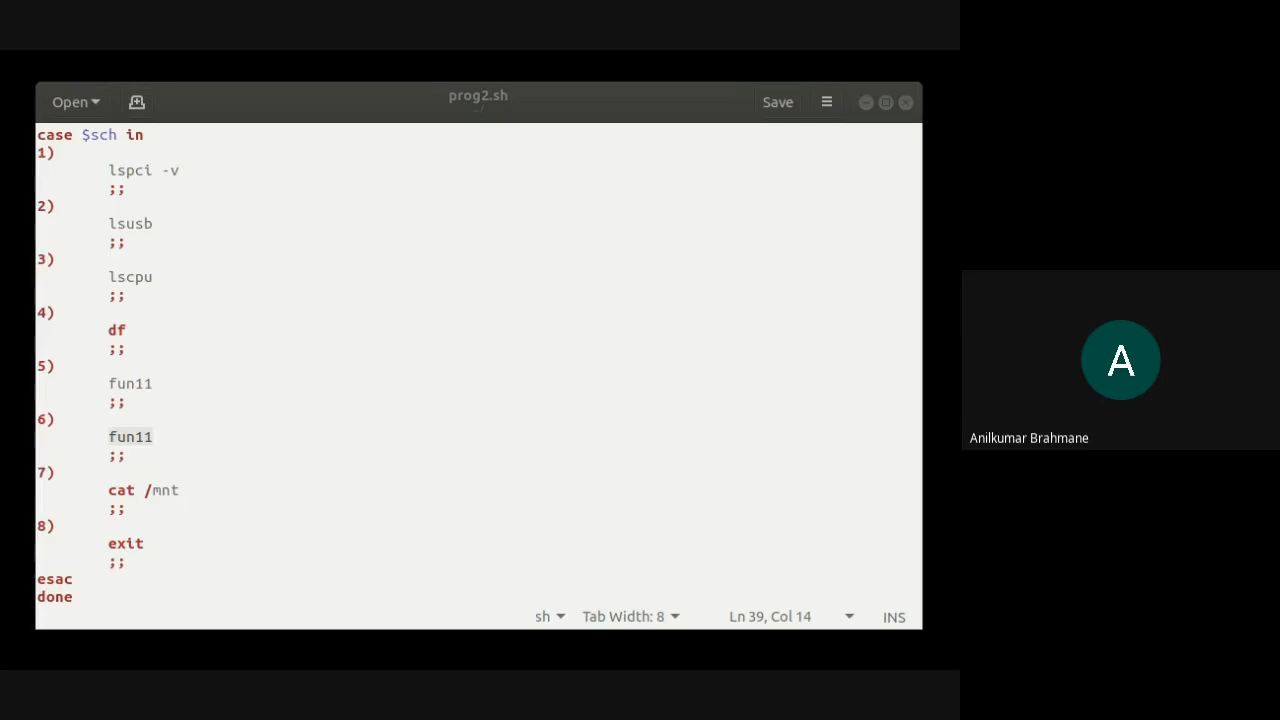 Open
prog2.sh
~/
Save
case $sch in
1)
lspci -v
;;
2)
lsusb
;;
3)
lscpu
;;
4)
df
;;
5)
fun11
;;
6)
fun11
;;
7)
cat /mnt
;;
8)
exit
;;
esac
done
sh
Tab Width: 8
Ln 39, Col 14
INS
A
Anilkumar Brahmane